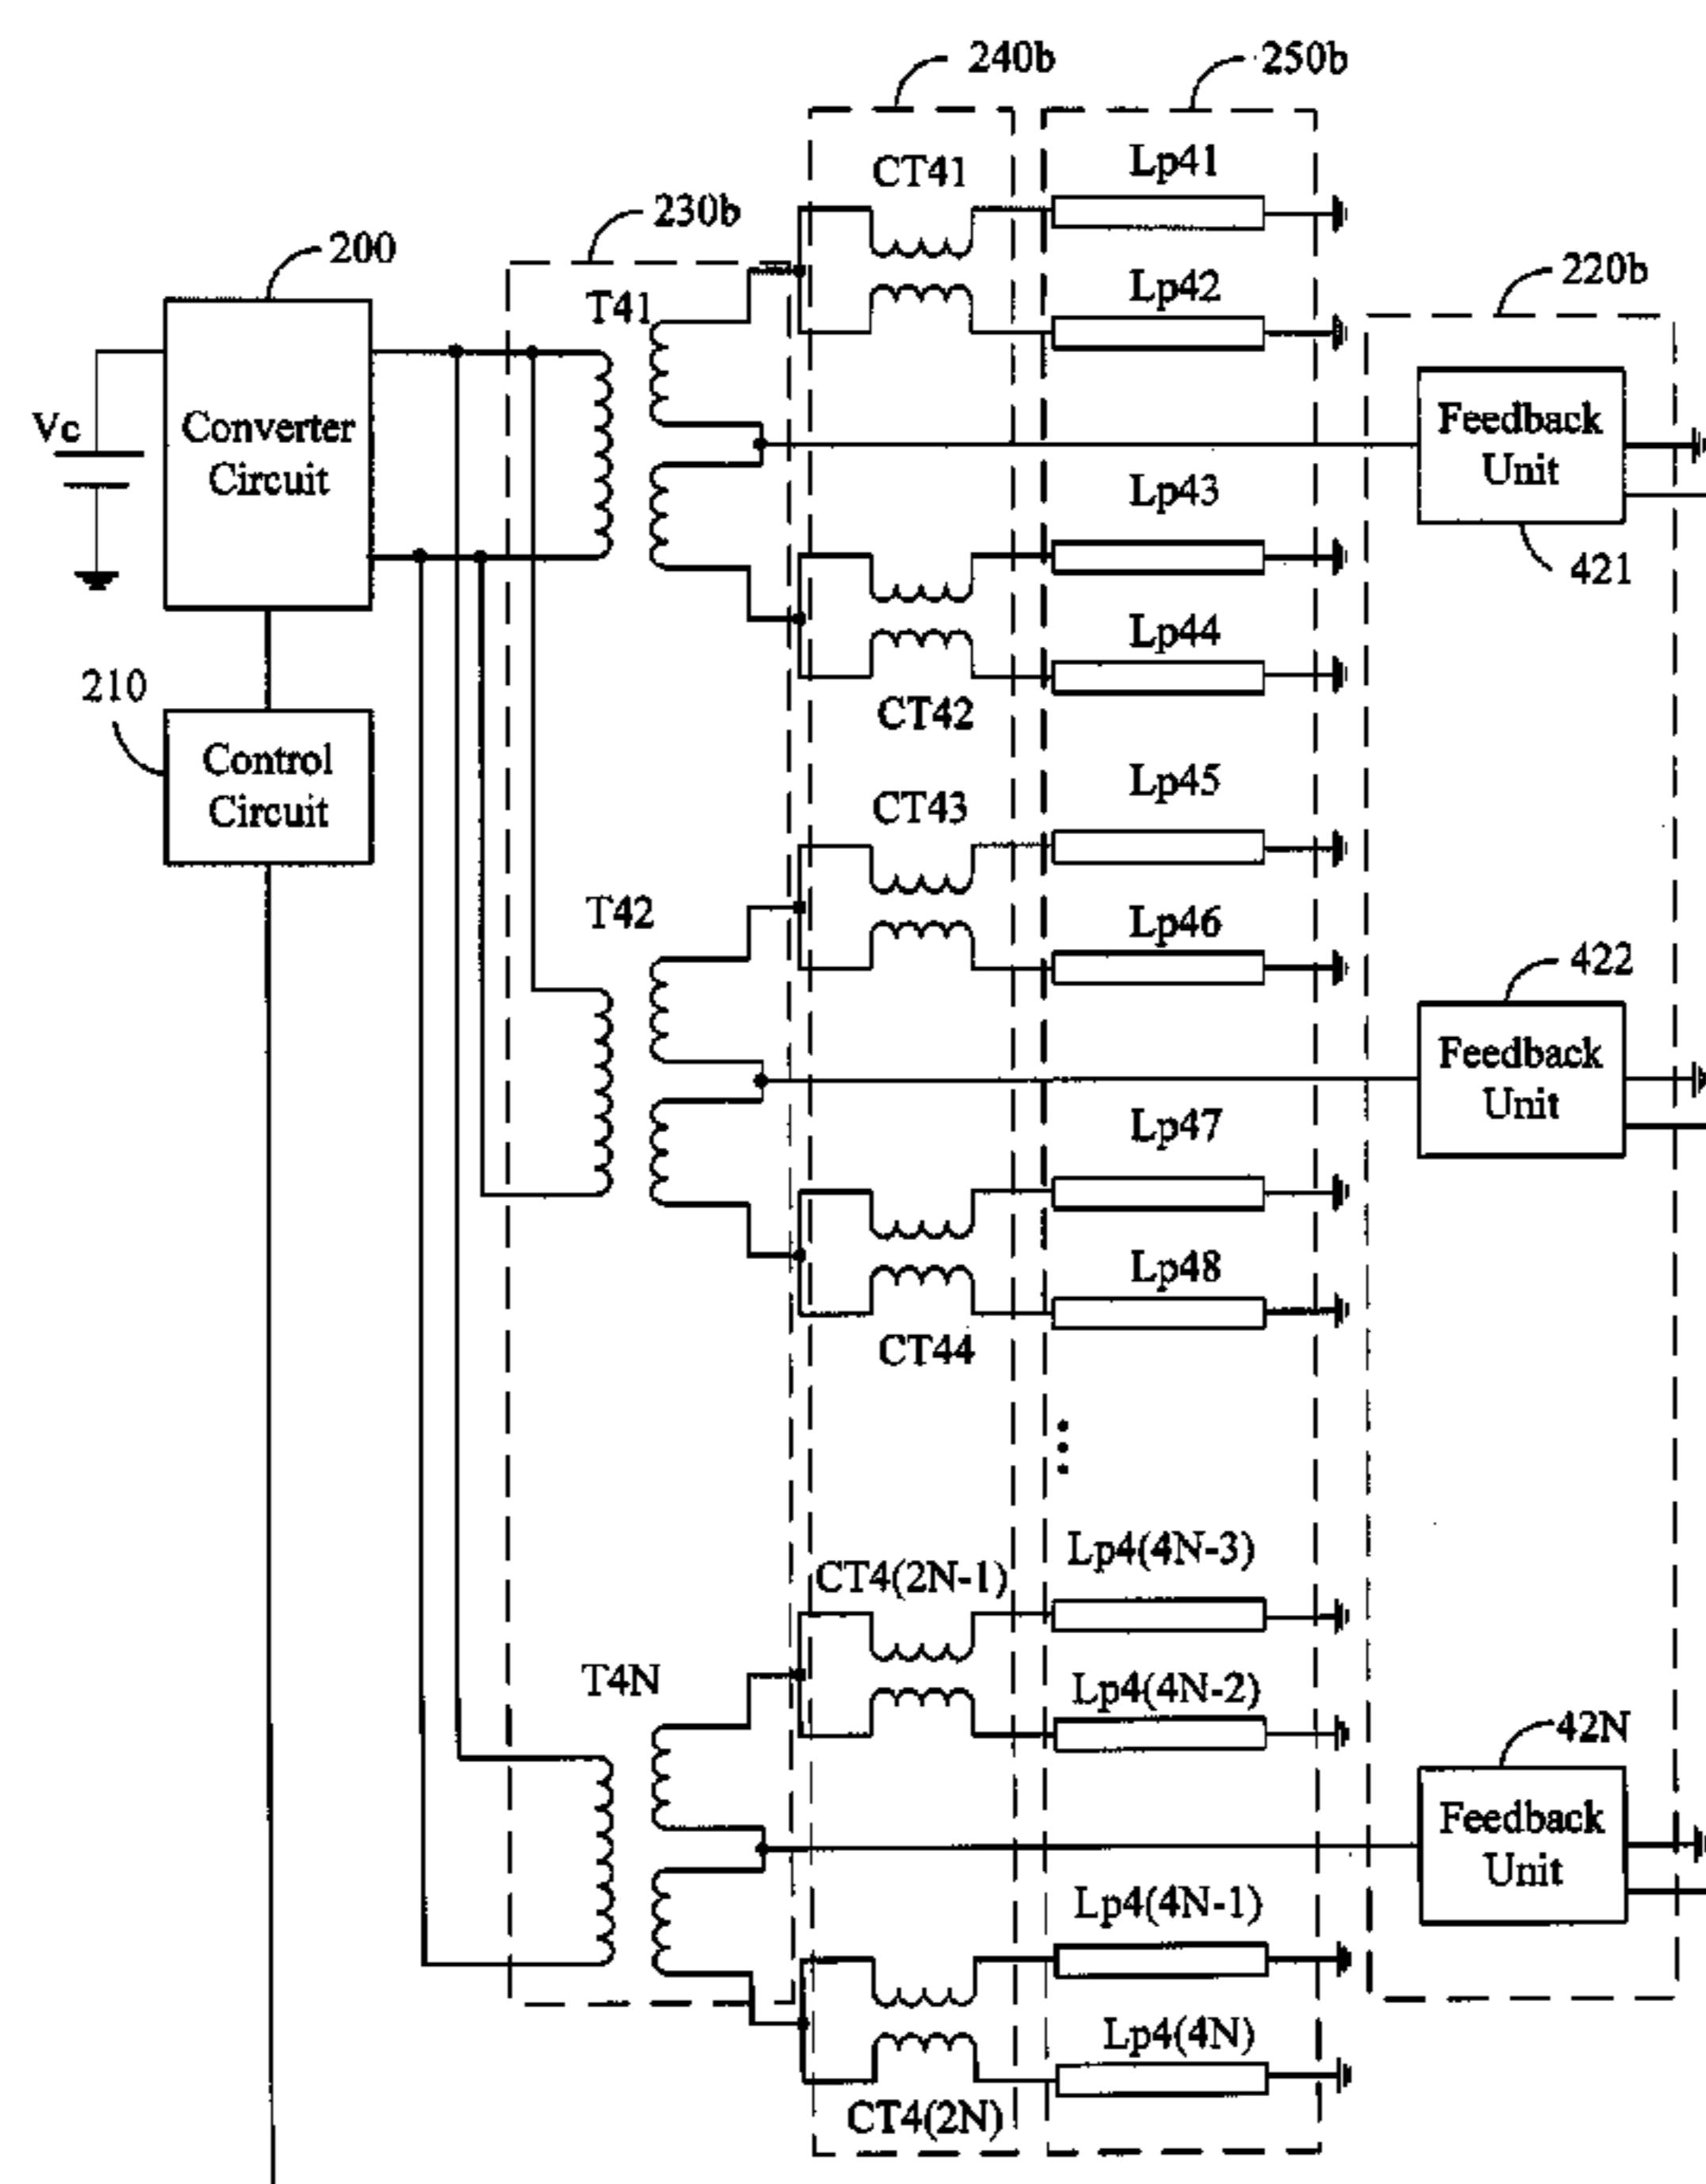 240b
250b
CT41
Lp41
230b
200
Lp42
220b
T41
Vc
Converter
Circuit
Feedback
Unit
Lp43
421
210
Lp44
CT42
Control
Circuit
Lp45
CT43
T42
Lp46
422
Feedback
Unit
Lp47
Lp48
CT44
Lp4(4N-3)
CT4(2N-1)
T4N
Lp4(4N-2)
42N
Feedback
Unit
Lp4(4N-1)
Lp4(4N)
CT4(2N)